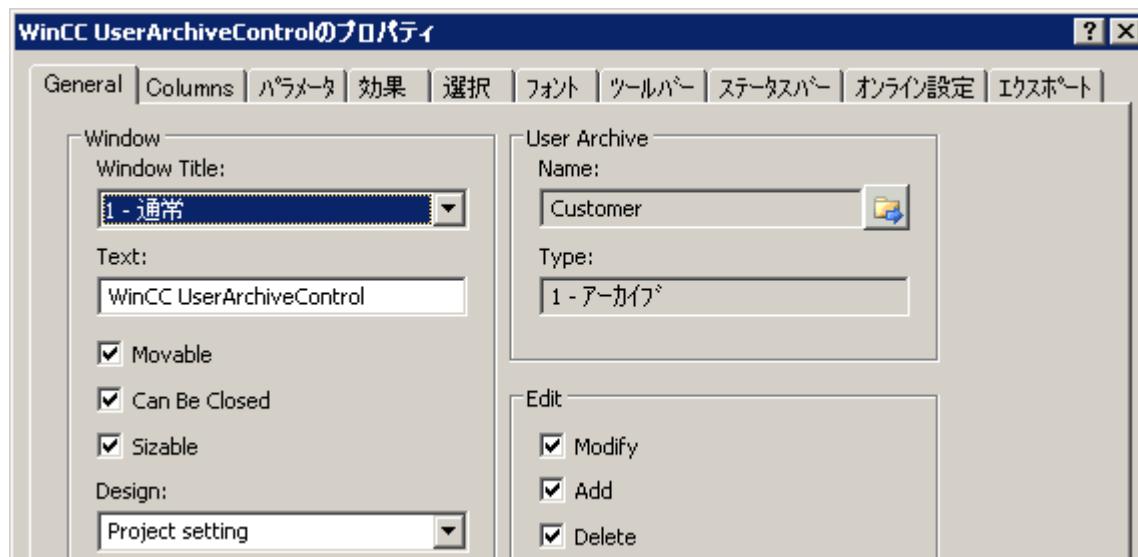 WinCC UserArchiveControlのプロパティ
General Columns パラメータ 効果 選択 フォント ツールバー ステータスバー オンライン設定 エクスポート
Window
Window Title:
1 - 通常
Text:
WinCC UserArchiveControl
Movable
Can Be Closed
Sizable
Design:
Project setting
User Archive
Name:
Customer
Type:
1 - アーカイブ
Edit
Modify
Add
Delete